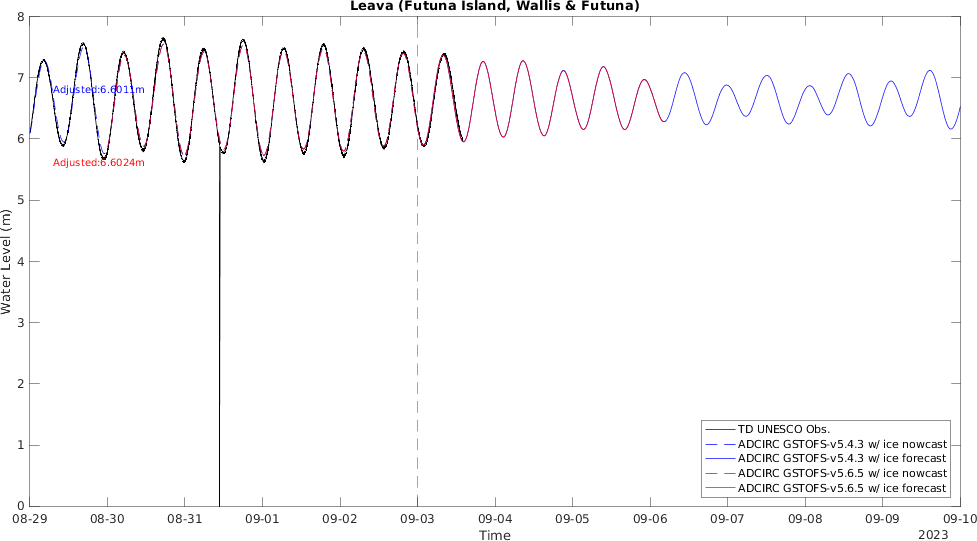 Leava (Futuna Island, Wallis & Futuna)
8
7
6
5
4
3
2
1
0
Water Level (m)
Adjusted:6.6011m
Adjusted:6.6024m
TD UNESCO Obs.
ADCIRC GSTOFS-v5.4.3 w/ ice nowcast
ADCIRC GSTOFS-v5.4.3 w/ ice forecast
ADCIRC GSTOFS-v5.6.5 w/ ice nowcast
ADCIRC GSTOFS-v5.6.5 w/ ice forecast
08-29 08-30 08-31 09-01 09-02 09-03 09-04 09-05 09-06 09-07 09-08 09-09 09-10
Time
2023